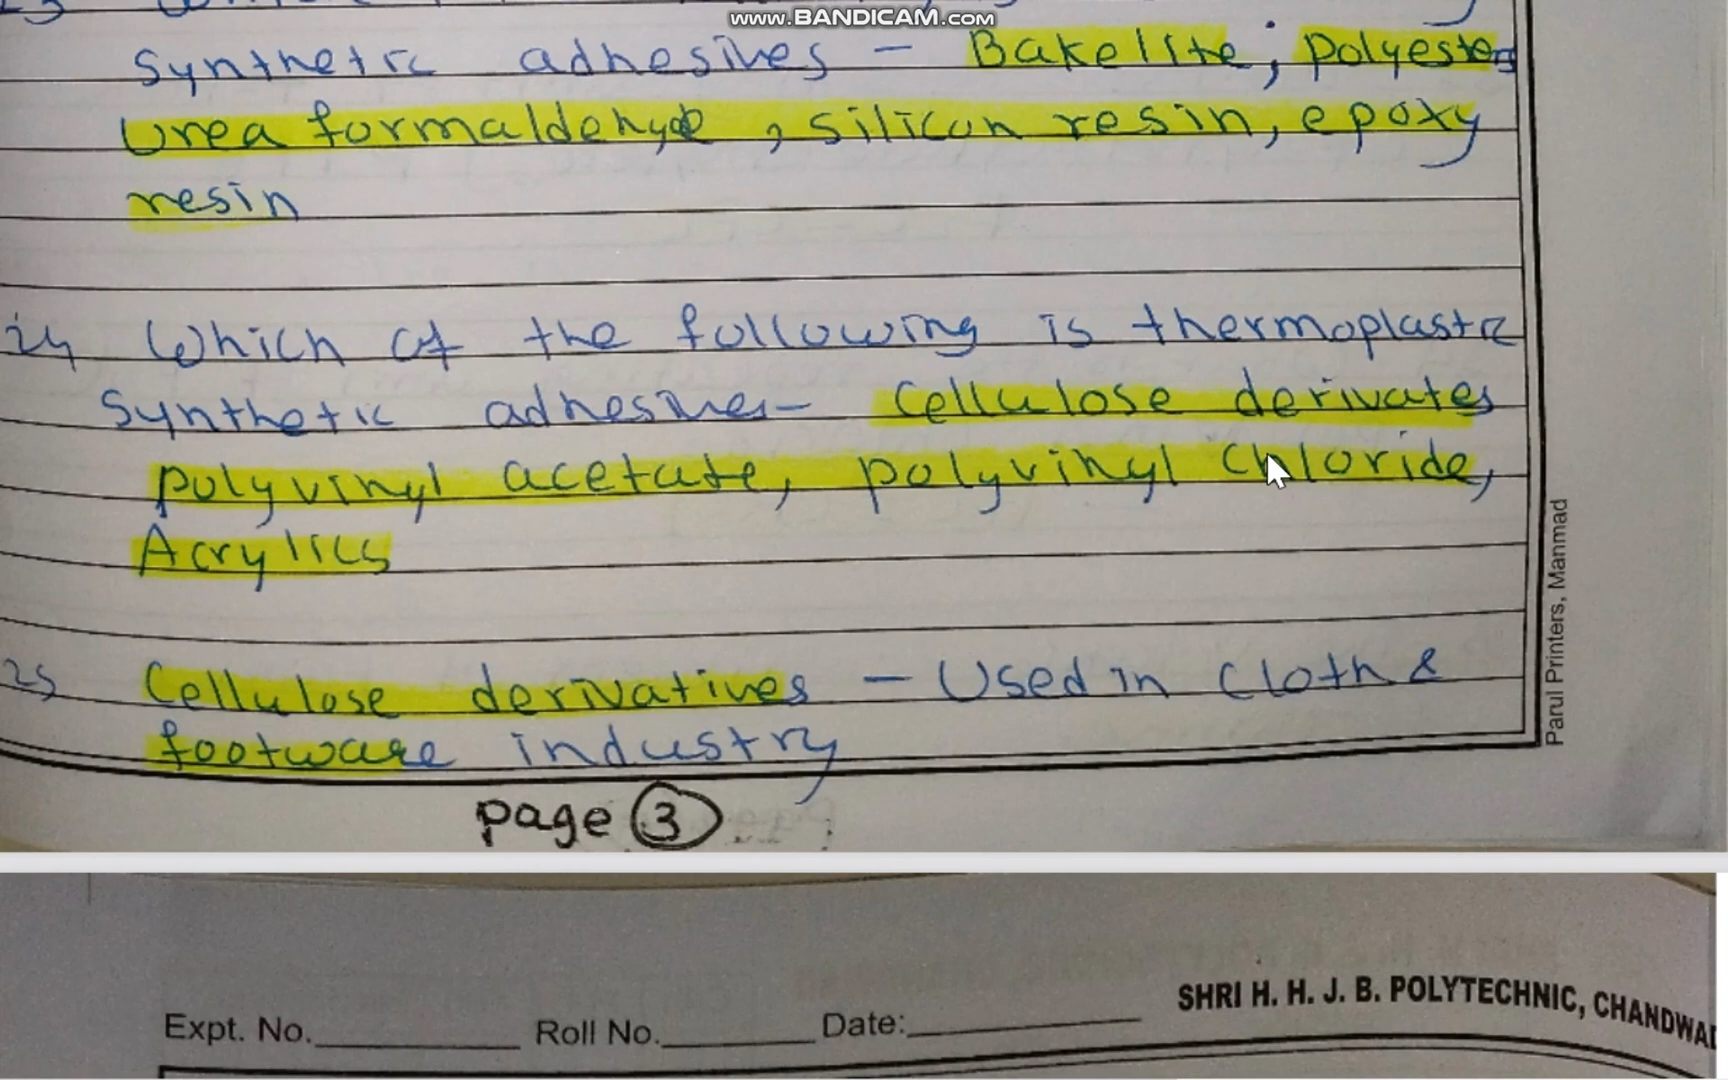 www.BANDICAM.com
Synthetic adhesives - Bakelite, polyester
Urea formaldehyde, silicon resin, epoxy
resin
24 Which of the following is thermoplastic
Synthetic adhesives - Cellulose derivates
polyvinyl acetate, polyvinyl chloride,
Acrylics
25 Cellulose derivatives - Used in cloth &
footware industry
Parul Printers, Manmad
page 3
SHRI H. H. J. B. POLYTECHNIC, CHANDWAD
Expt. No. Roll No. Date: